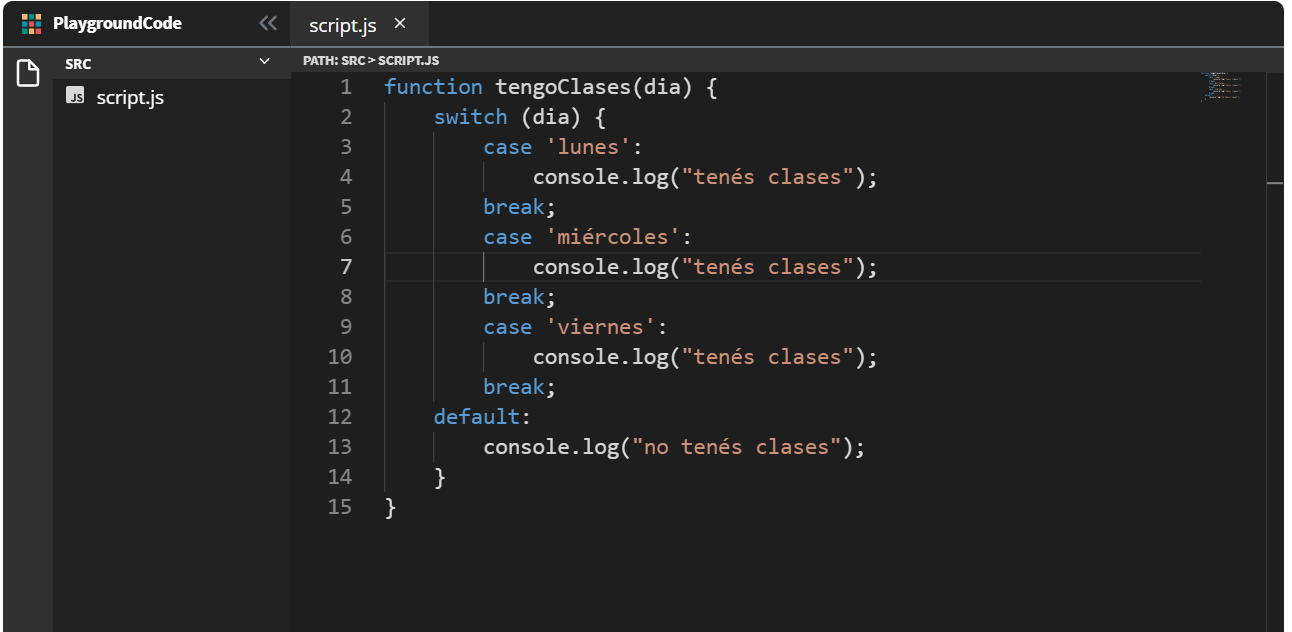 PlaygroundCode
script.js ×
SRC
JS script.js
PATH: SRC > SCRIPT.JS
1 function tengoClases(dia) {
2 switch (dia) {
3 case 'lunes':
4 console.log("tenés clases");
5 break;
6 case 'miércoles':
7 console.log("tenés clases");
8 break;
9 case 'viernes':
10 console.log("tenés clases");
11 break;
12 default:
13 console.log("no tenés clases");
14 }
15 }